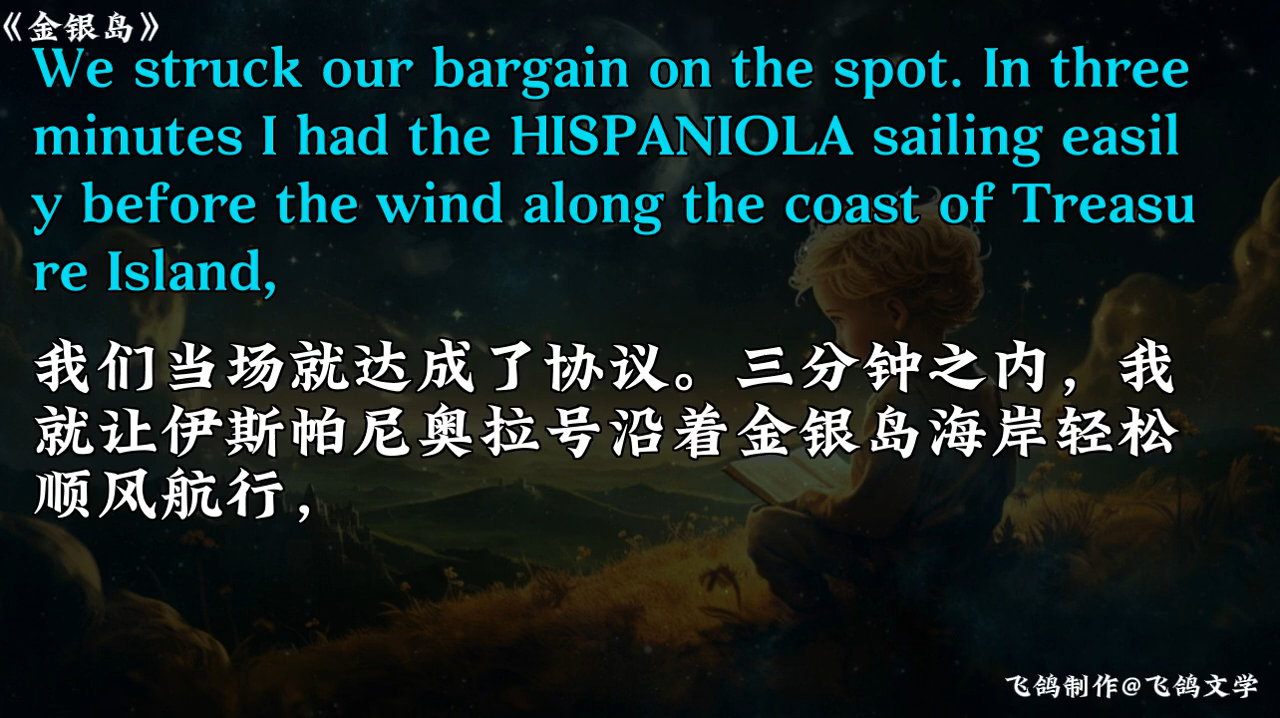 《金银岛》
We struck our bargain on the spot. In three
minutes I had the HISPANIOLA sailing easil
y before the wind along the coast of Treasu
re Island,
我们当场就达成了协议。三分钟之内，我
就让伊斯帕尼奥拉号沿着金银岛海岸轻松
顺风航行，
飞鸽制作@飞鸽文学